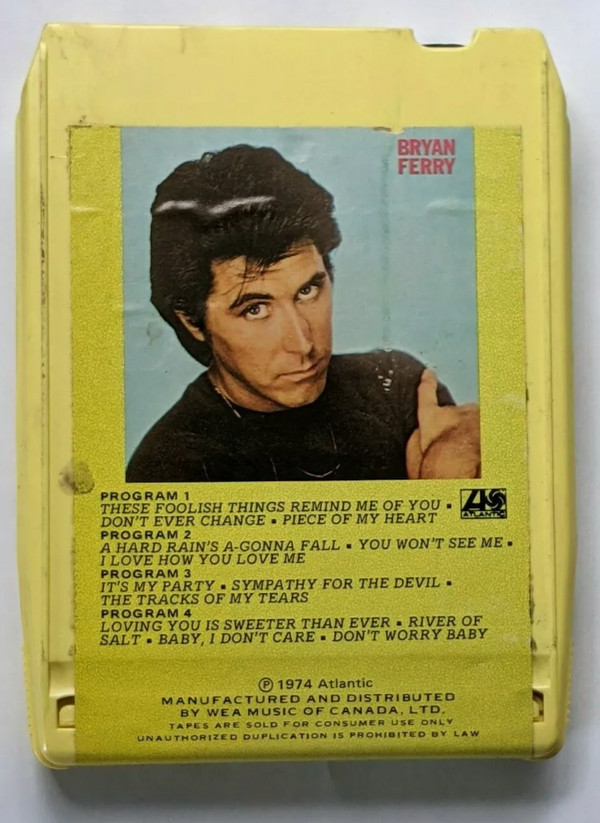 BRYAN
FERRY
PROGRAM 1
THESE FOOLISH THINGS REMIND ME OF YOU ▪
DON'T EVER CHANGE ▪ PIECE OF MY HEART
ATLANTIC
PROGRAM 2
A HARD RAIN'S A-GONNA FALL ▪ YOU WON'T SEE ME ▪
I LOVE HOW YOU LOVE ME
PROGRAM 3
IT'S MY PARTY ▪ SYMPATHY FOR THE DEVIL ▪
THE TRACKS OF MY TEARS
PROGRAM 4
LOVING YOU IS SWEETER THAN EVER ▪ RIVER OF
SALT ▪ BABY, I DON'T CARE ▪ DON'T WORRY BABY
Ⓟ 1974 Atlantic
MANUFACTURED AND DISTRIBUTED
BY WEA MUSIC OF CANADA, LTD.
TAPES ARE SOLD FOR CONSUMER USE ONLY
UNAUTHORIZED DUPLICATION IS PROHIBITED BY LAW